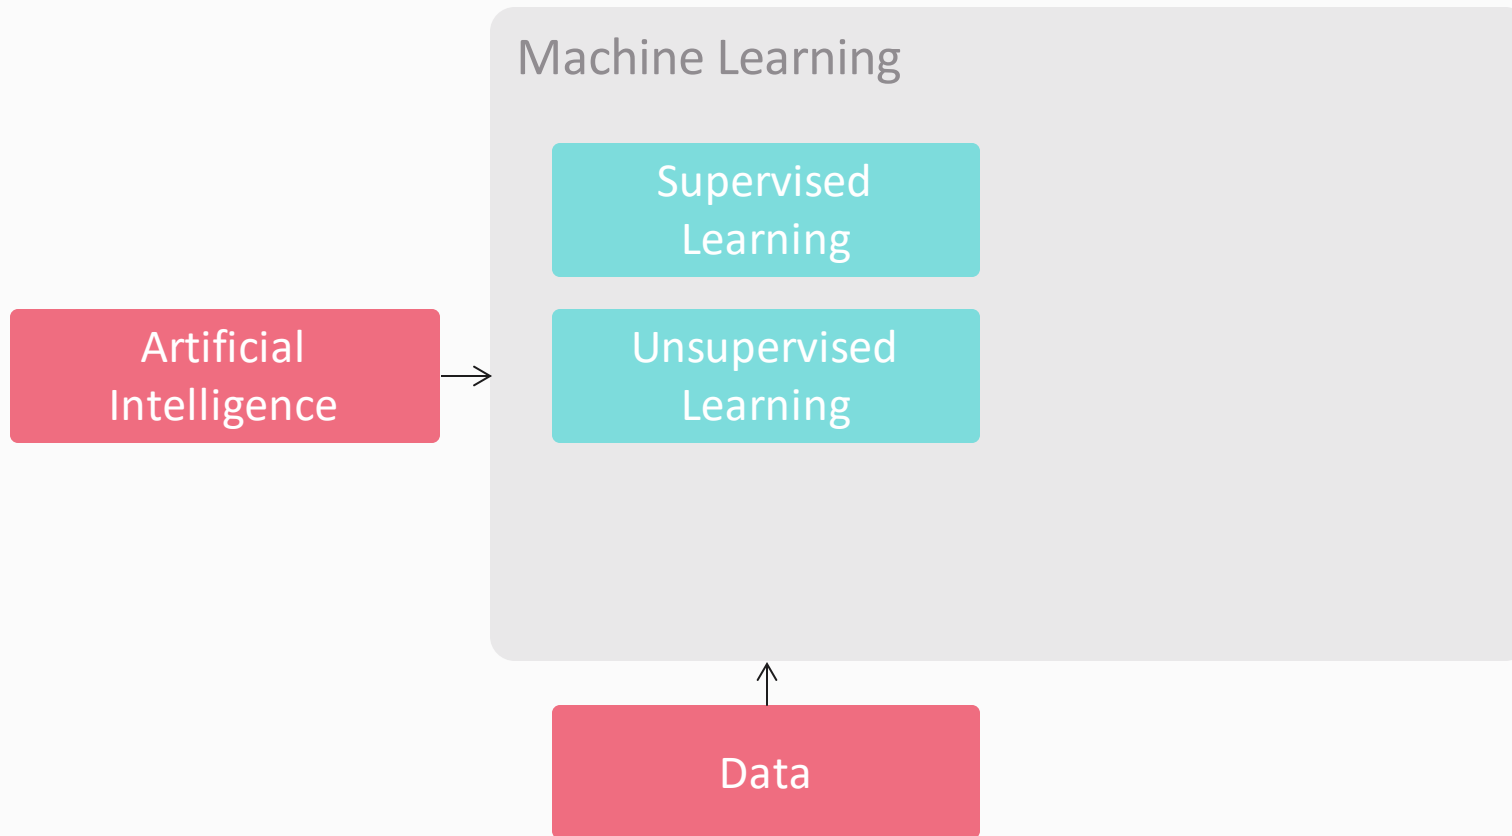 Machine Learning
Supervised
Learning
Artificial
Intelligence
Unsupervised
Learning
Data